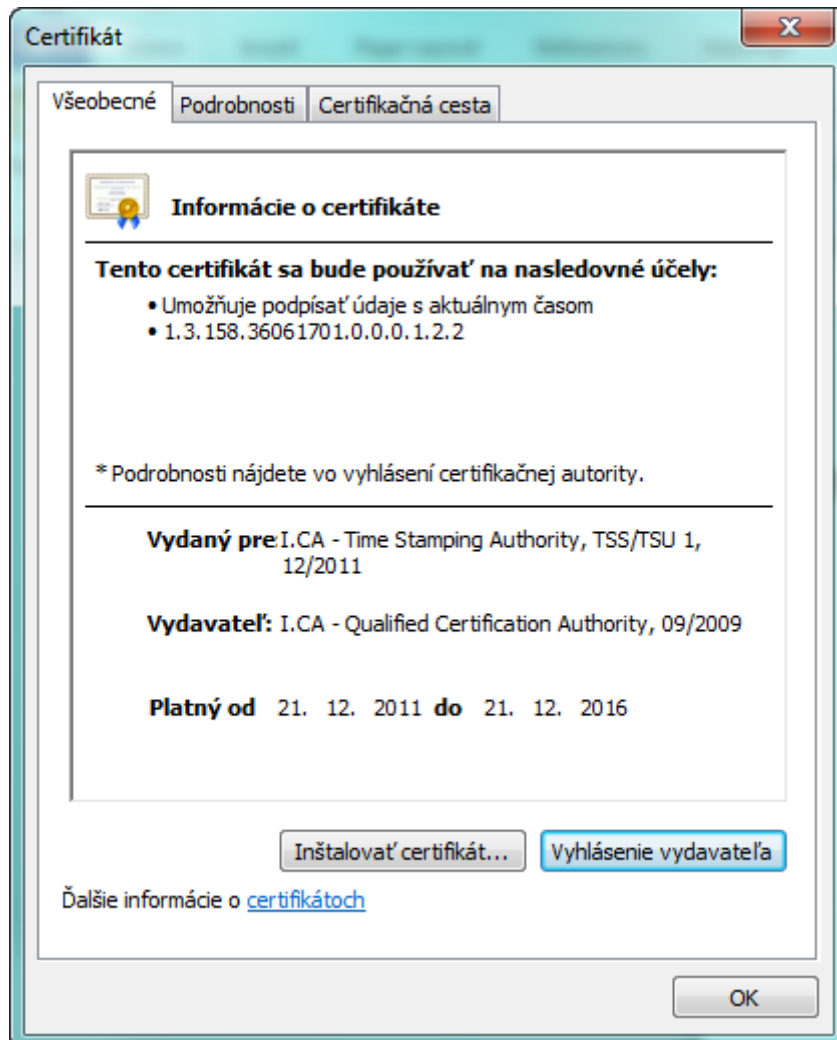 Certifikát
Všeobecné Podrobnosti Certifikačná cesta
Informácie o certifikáte
Tento certifikát sa bude používať na nasledovné účely:
• Umožňuje podpísať údaje s aktuálnym časom
• 1.3.158.36061701.0.0.0.1.2.2
* Podrobnosti nájdete vo vyhlásení certifikačnej autority.
Vydaný pre: I.CA - Time Stamping Authority, TSS/TSU 1,
12/2011
Vydavateľ: I.CA - Qualified Certification Authority, 09/2009
Platný od 21. 12. 2011 do 21. 12. 2016
Inštalovať certifikát... Vyhlásenie vydavateľa
Ďalšie informácie o certifikátoch
OK